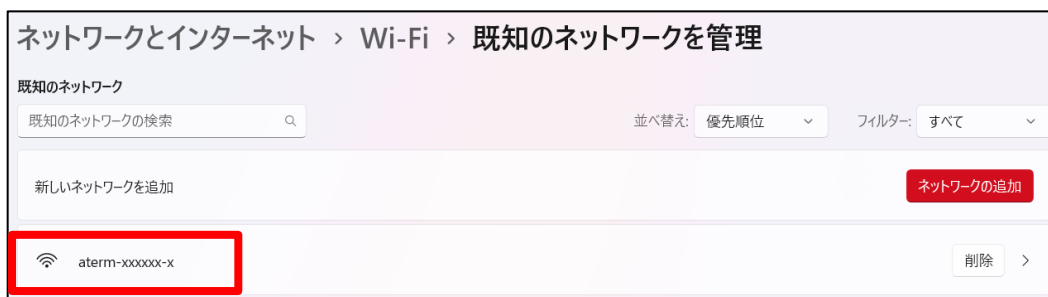 ネットワークとインターネット > Wi-Fi > 既知のネットワークを管理
既知のネットワーク
既知のネットワークの検索 並べ替え: 優先順位 フィルター: すべて
新しいネットワークを追加 ネットワークの追加
aterm-xxxxxx-x 削除 >